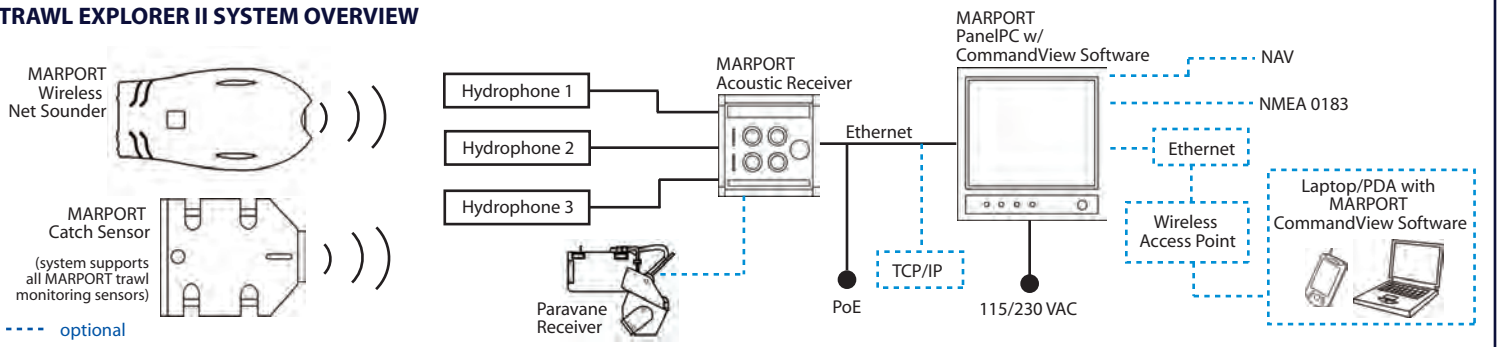 TRAWL EXPLORER II SYSTEM OVERVIEW
MARPORT
Wireless
Net Sounder
MARPORT
Catch Sensor
(system supports
all MARPORT trawl
monitoring sensors)
optional
Hydrophone 1
Hydrophone 2
Hydrophone 3
Paravane
Receiver
MARPORT
Acoustic Receiver
Ethernet
PoE
TCP/IP
MARPORT
PanelPC w/
CommandView Software
115/230 VAC
NAV
NMEA 0183
Ethernet
Wireless
Access Point
Laptop/PDA with
MARPORT
CommandView Software